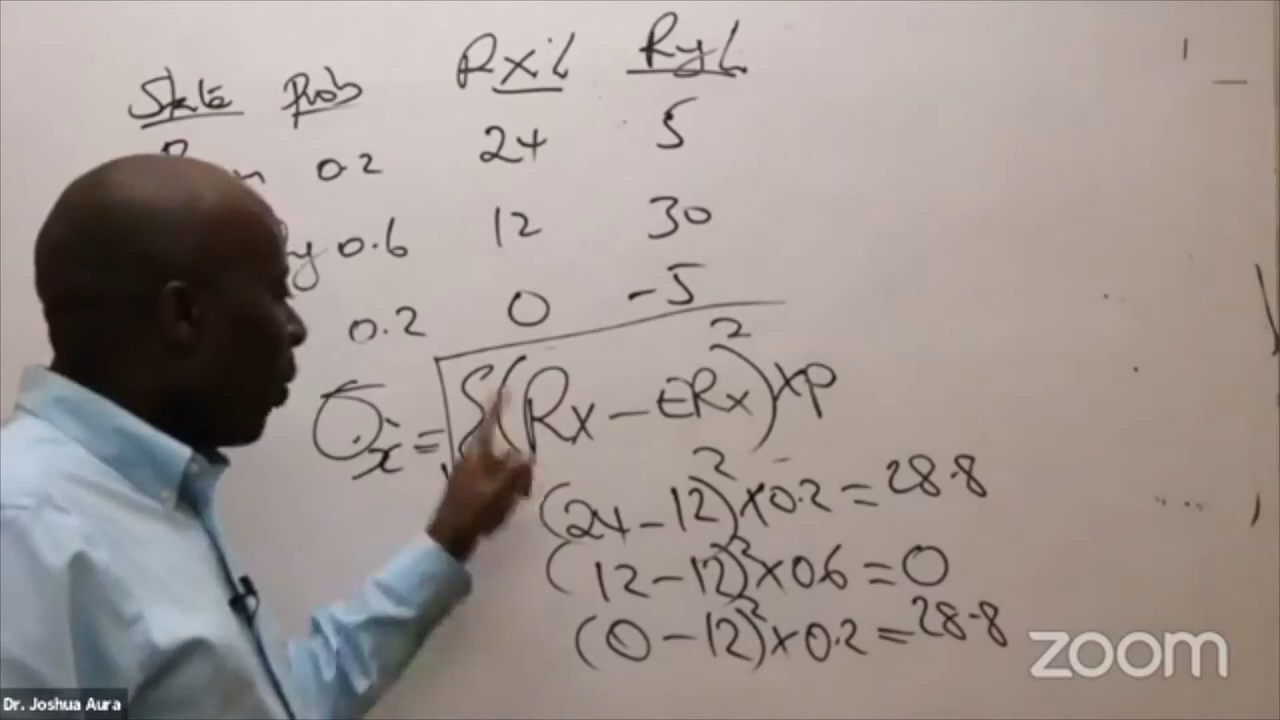 State Prob Rxi Ryi
0.2 24 5
y 0.6 12 30
0.2 0 -5
σx = √Σ(Rx - ERx)² x p
(24 - 12)² x 0.2 = 28.8
(12 - 12)² x 0.6 = 0
(0 - 12)² x 0.2 = 28.8
zoom
Dr. Joshua Aura